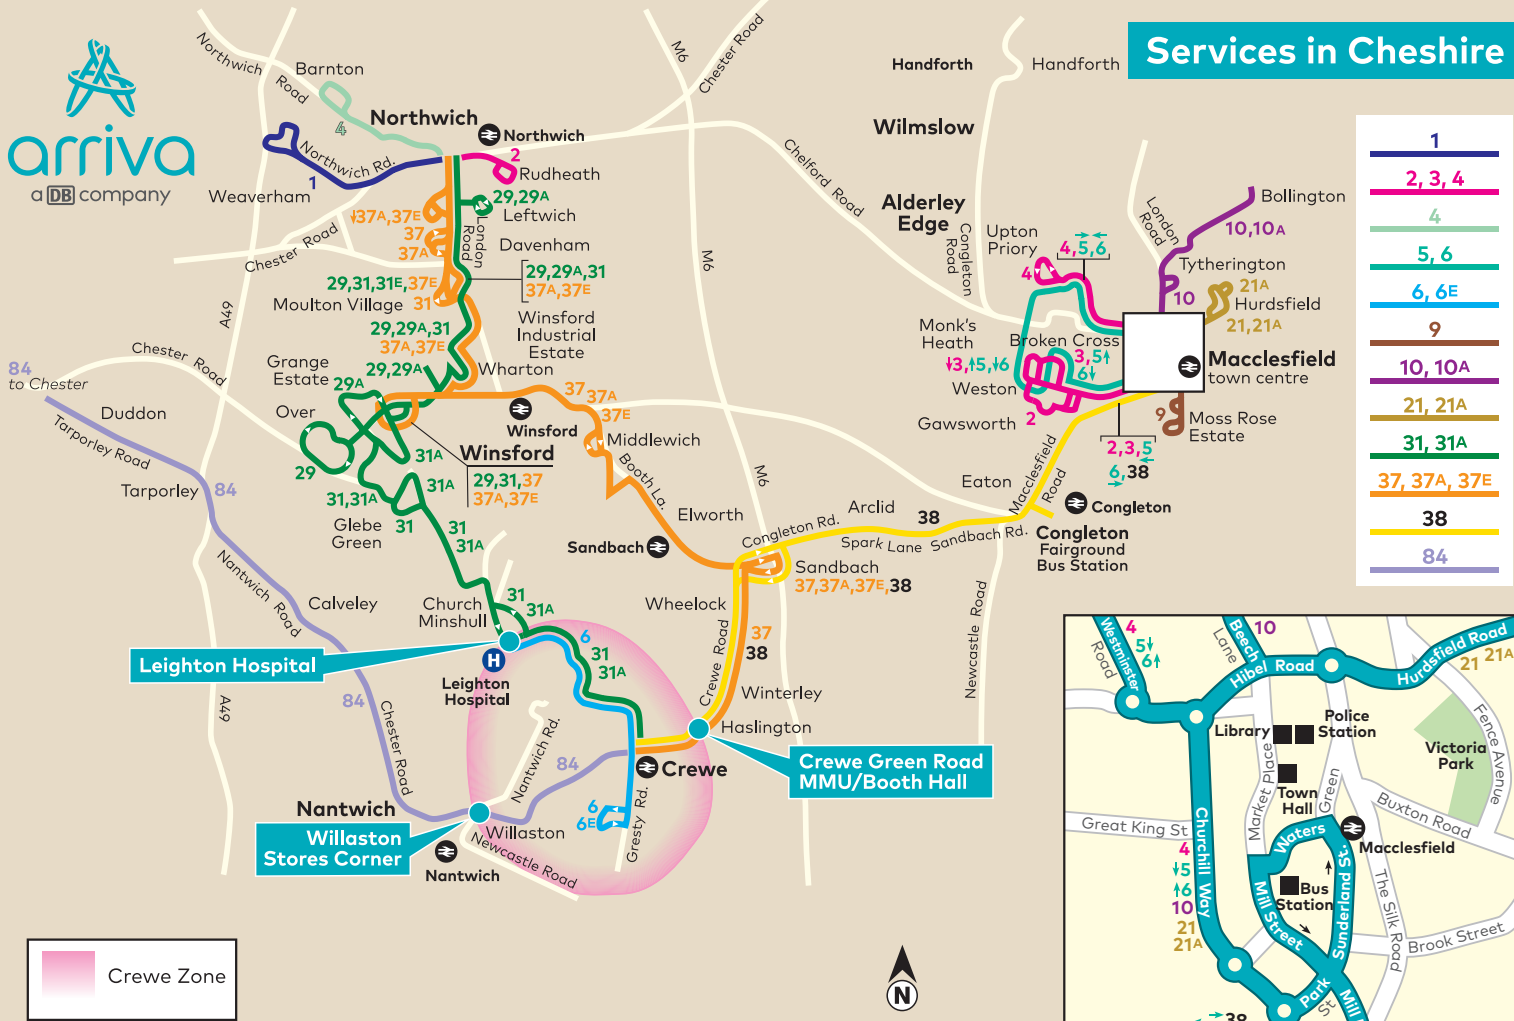 Services in Cheshire
arriva
a DB company
1
2, 3, 4
4
5, 6
6, 6E
9
10, 10A
21, 21A
31, 31A
37, 37A, 37E
38
84
Northwich
Road
Barnton
4
Northwich
Northwich
Northwich Rd.
1
Weaverham
2
Rudheath
29,29A
Leftwich
London
Road
↓37A,37E
37
37A
Davenham
Chester Road
29,29A,31
37A,37E
29,31,31E,37E
Moulton Village 31
A49
Winsford
Industrial
Estate
29,29A,31
37A,37E
Chester Road
84
to Chester
Grange
Estate
29,29A
Wharton
29A
37
37A
37E
Duddon
Over
Winsford
Middlewich
Tarporley Road
Winsford
31A
29
29,31,37
37A,37E
Booth La.
31,31A
31A
Tarporley
84
Glebe
Green
31
31
31A
Elworth
Sandbach
M6
Chester Road
M6
M6
Chelford Road
Handforth
Handforth
Wilmslow
Alderley
Edge
Congleton
Road
Upton
Priory
4,5,6
4
London
Road
Bollington
10,10A
Tytherington
10
21A
Hurdsfield
21,21A
Monk's
Heath
Broken Cross
3,5↑
6↓
↓3,↑5,↓6
Weston
Macclesfield
town centre
Gawsworth
2
9
Moss Rose
Estate
2,3,5
6,38
Macclesfield
Road
Eaton
Congleton
Congleton
Fairground
Bus Station
Arclid
38
Congleton Rd.
Spark Lane
Sandbach Rd.
Sandbach
37,37A,37E,38
Wheelock
Crewe Road
37
38
Newcastle Road
Winterley
Haslington
Crewe Green Road
MMU/Booth Hall
Nantwich Road
Calveley
Church
Minshull
31
31A
Leighton Hospital
H
Leighton
Hospital
6
31
31A
84
A49
Chester Road
Nantwich Rd.
84
Crewe
Gresty Rd.
6
6E
Nantwich
Willaston
Stores Corner
Willaston
Newcastle Road
Nantwich
Crewe Zone
N
Westminster
Road
4
5↓
6↑
Beech
Lane
10
Hibel Road
Hurdsfield Road
21 21A
Library
Police
Station
Fence Avenue
Victoria
Park
Market Place
Town
Hall
Green
Buxton Road
Great King St
Churchill Way
4
↓5
↑6
10
21
21A
Waters
Macclesfield
Bus
Station
Mill Street
Sunderland St.
The Silk Road
Brook Street
Park
St
Mill
→38